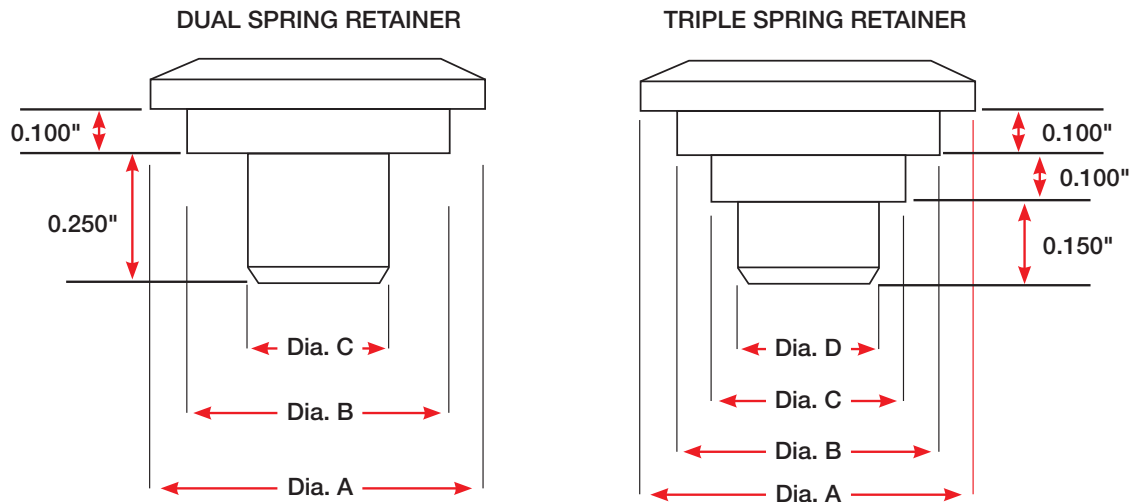 DUAL SPRING RETAINER
0.100"
0.250"
Dia. C
Dia. B
Dia. A
TRIPLE SPRING RETAINER
0.100"
0.100"
0.150"
Dia. D
Dia. C
Dia. B
Dia. A